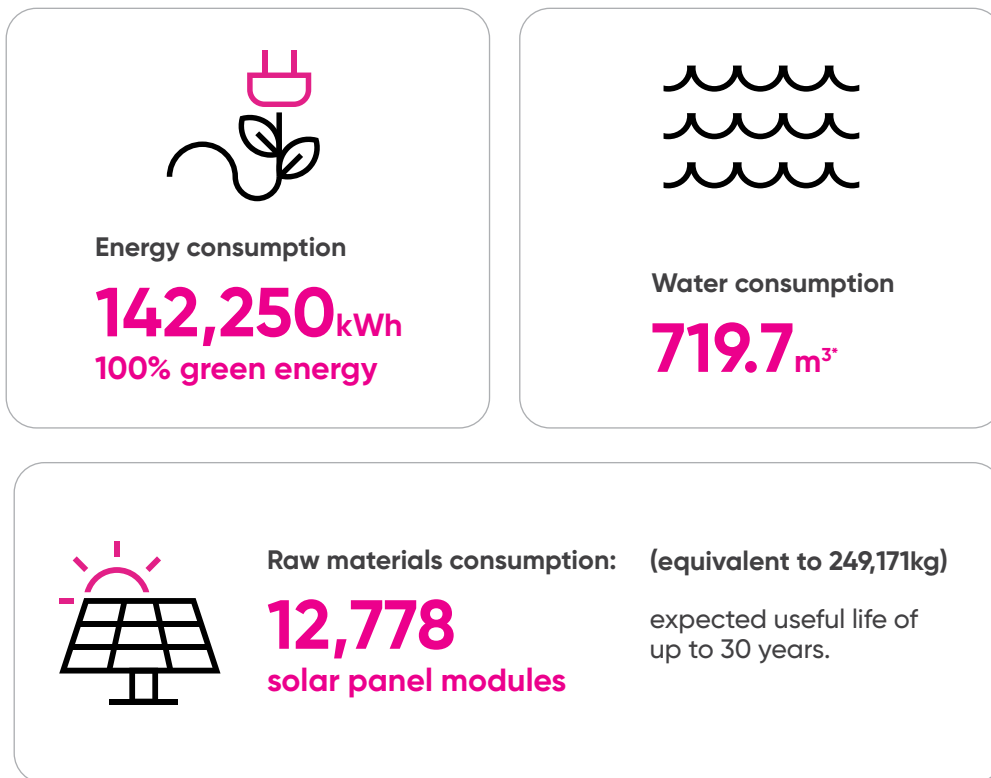 Energy consumption
142,250kWh
100% green energy
Water consumption
719.7m³*
Raw materials consumption:
12,778
solar panel modules
(equivalent to 249,171kg)
expected useful life of
up to 30 years.